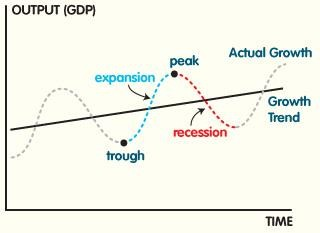 OUTPUT (GDP)
peak
Actual Growth
expansion
Growth
Trend
recession
trough
TIME